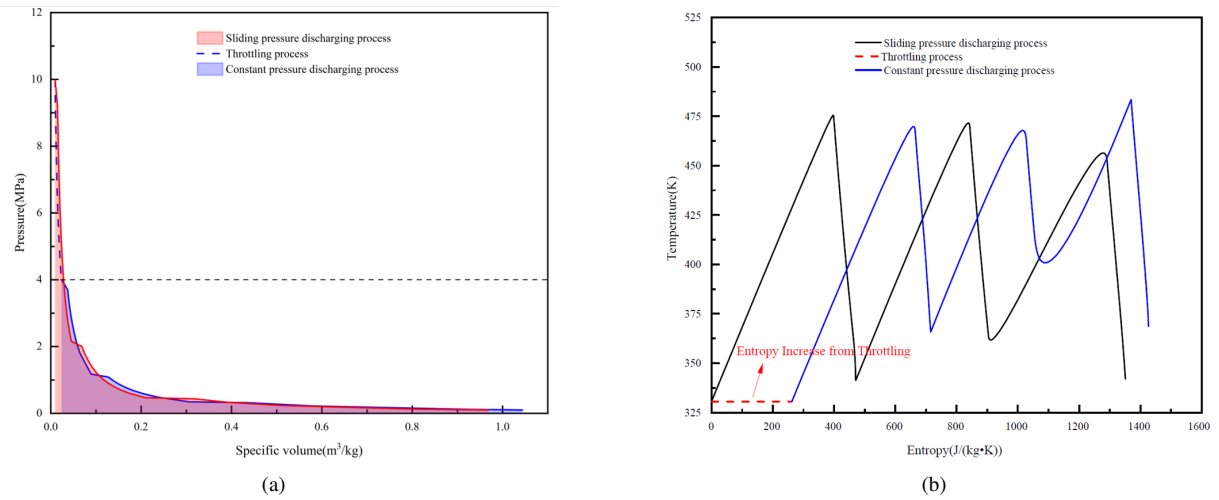 12
10
8
6
4
2
0
Pressure(MPa)
Sliding pressure discharging process
Throttling process
Constant pressure discharging process
0.0
0.2
0.4
0.6
0.8
1.0
Specific volume(m³/kg)
(a)
525
500
475
450
425
400
375
350
325
Temperature(K)
Sliding pressure discharging process
Throttling process
Constant pressure discharging process
Entropy Increase from Throttling
0
200
400
600
800
1000
1200
1400
1600
Entropy(J/(kg•K))
(b)